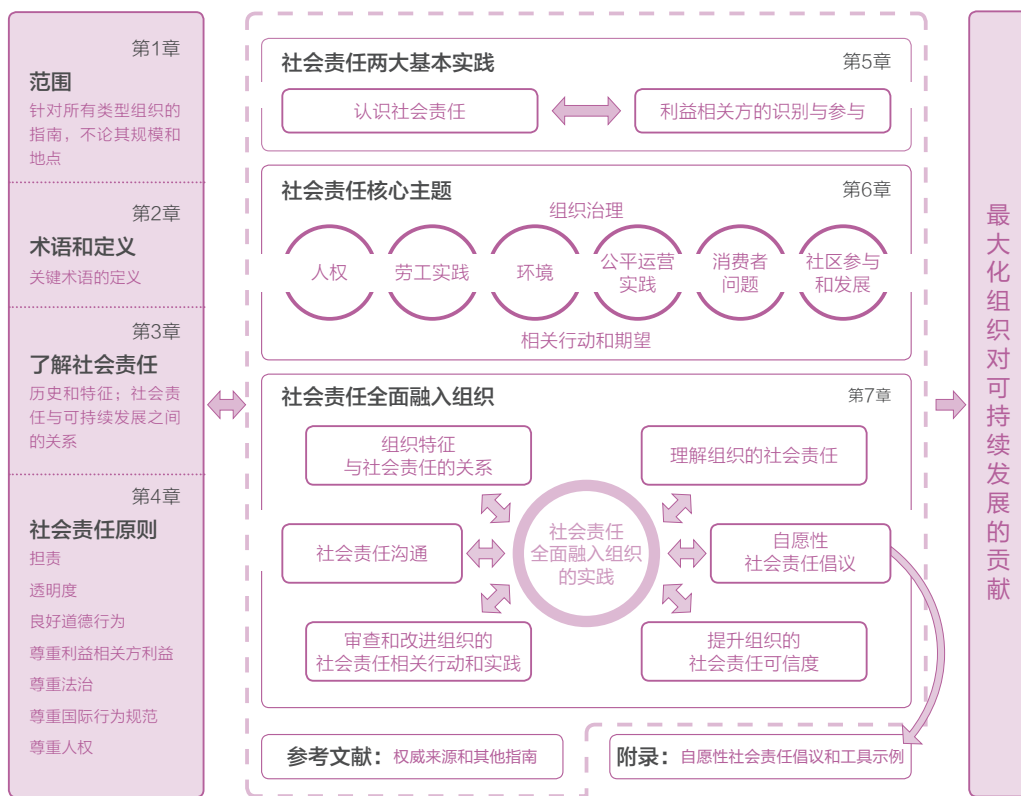 第1章
范围
针对所有类型组织的
指南，不论其规模和
地点
第2章
术语和定义
关键术语的定义
第3章
了解社会责任
历史和特征；社会责
任与可持续发展之间
的关系
第4章
社会责任原则
担责
透明度
良好道德行为
尊重利益相关方利益
尊重法治
尊重国际行为规范
尊重人权
社会责任两大基本实践
第5章
认识社会责任
利益相关方的识别与参与
社会责任核心主题
第6章
组织治理
人权
劳工实践
环境
公平运营
实践
消费者
问题
社区参与
和发展
相关行动和期望
社会责任全面融入组织
第7章
组织特征
与社会责任的关系
理解组织的社会责任
社会责任沟通
社会责任
全面融入组织
的实践
自愿性
社会责任倡议
审查和改进组织的
社会责任相关行动和实践
提升组织的
社会责任可信度
参考文献：权威来源和其他指南
附录：自愿性社会责任倡议和工具示例
最大化组织对可持续发展的贡献